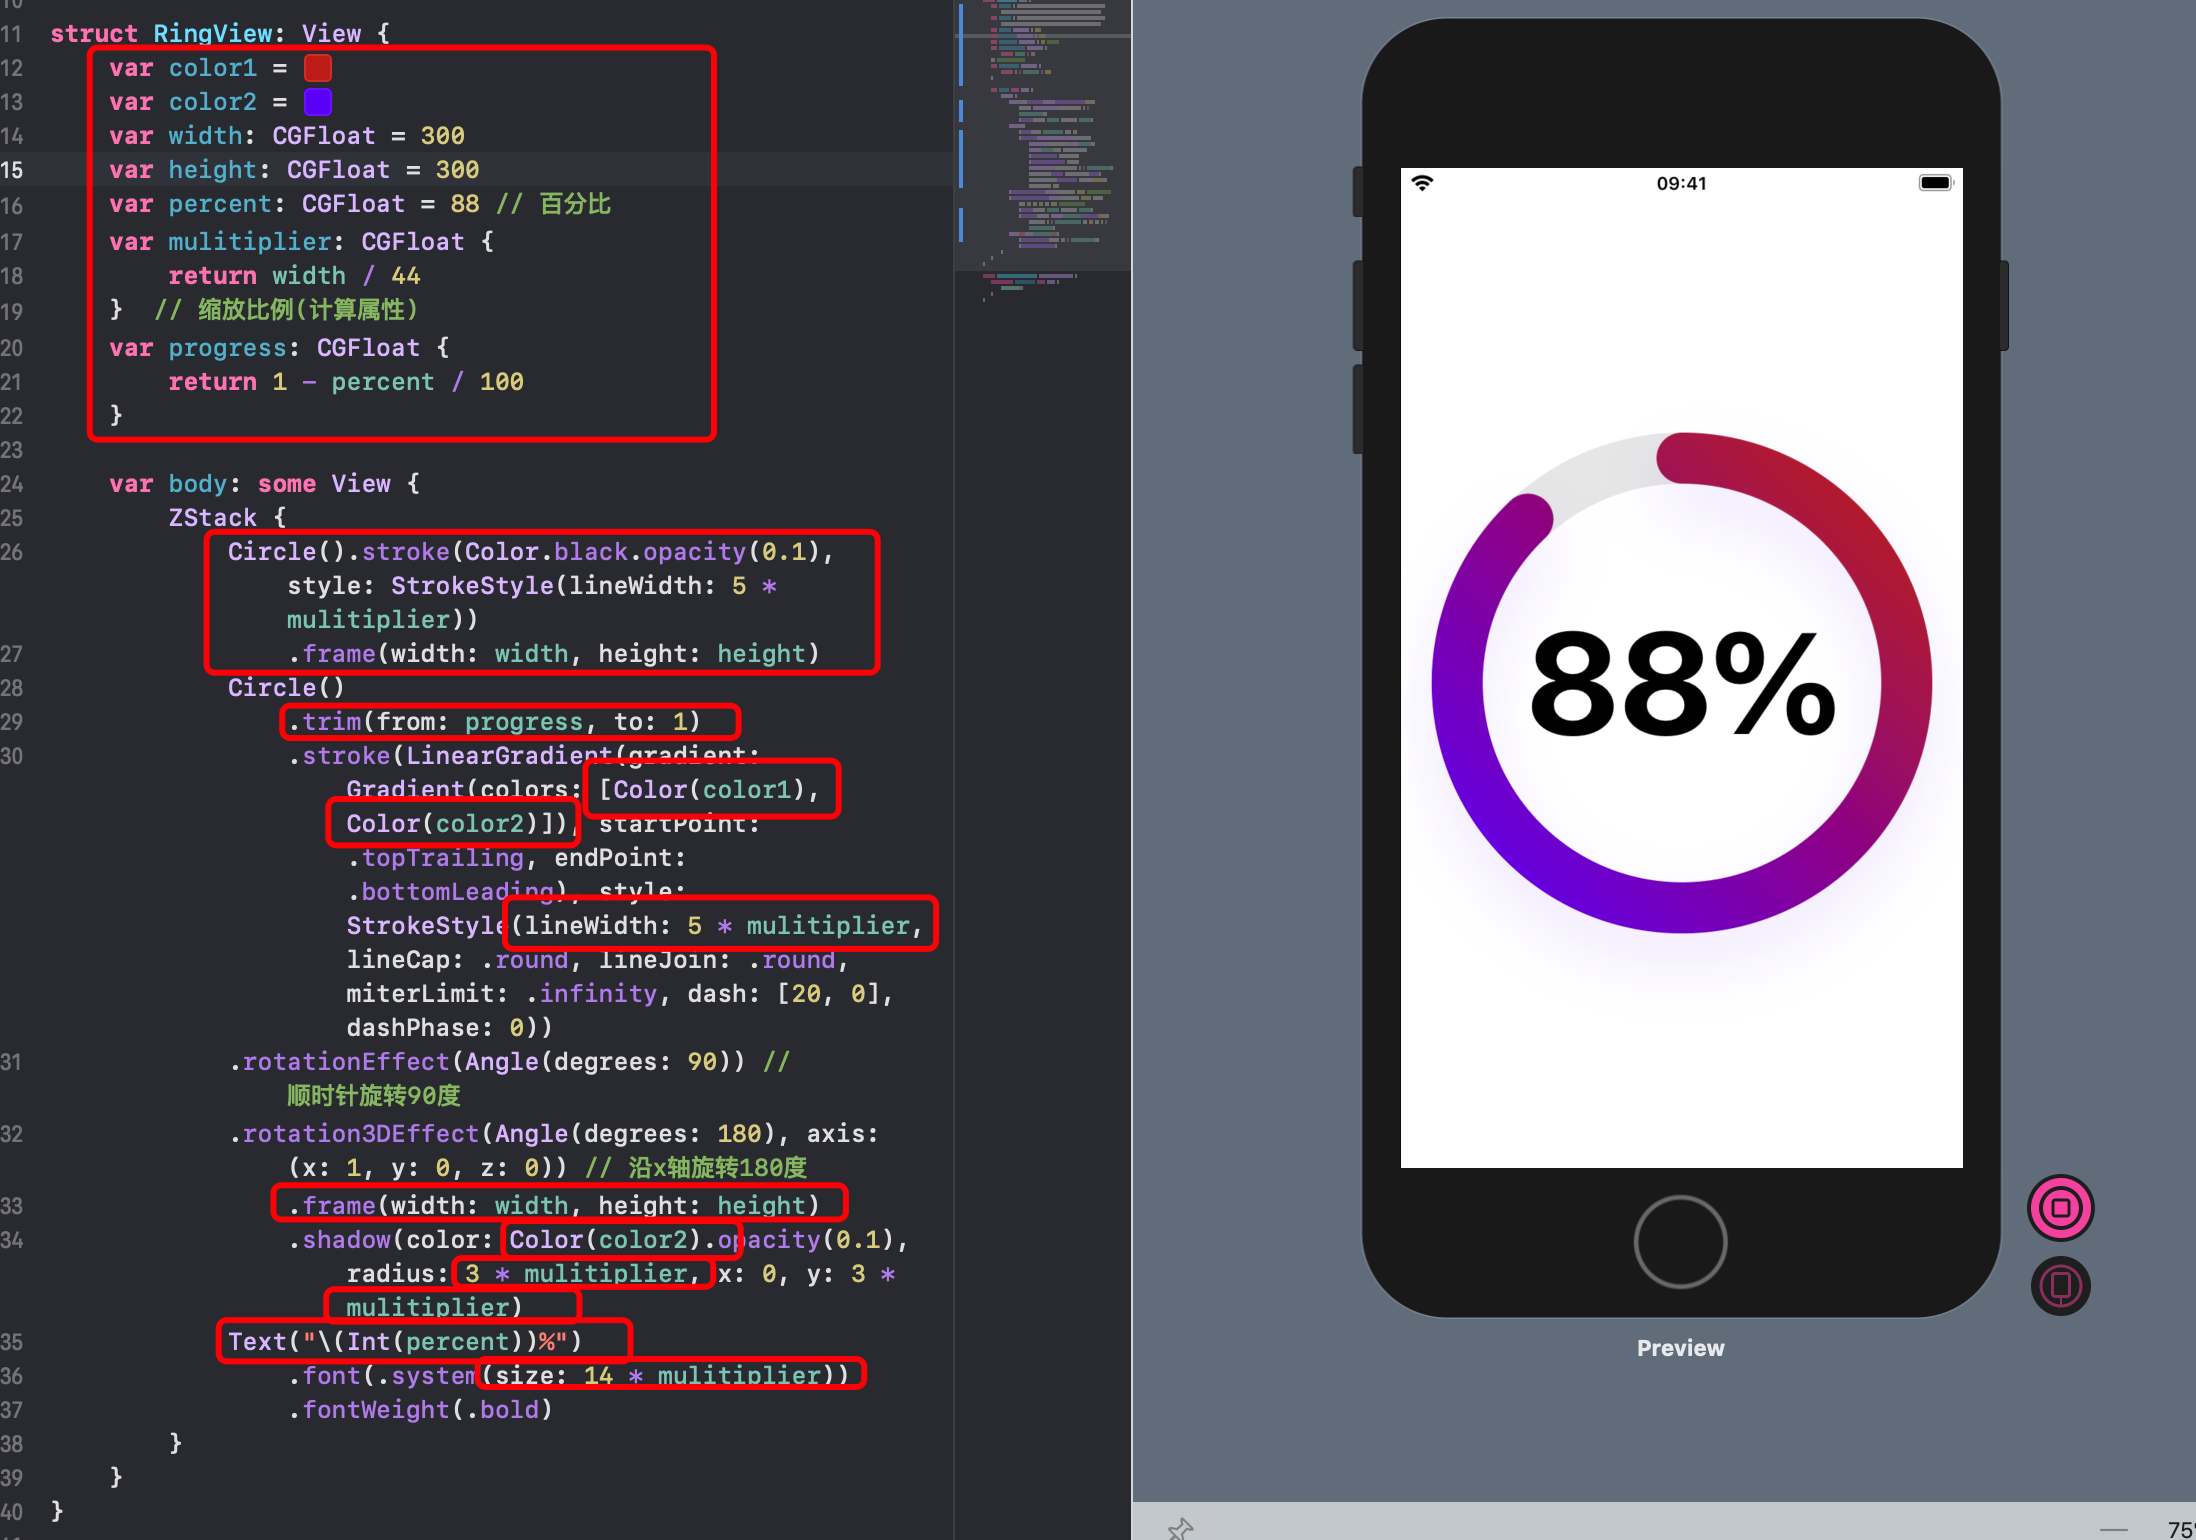 11 struct RingView: View {
12 var color1 =
13 var color2 =
14 var width: CGFloat = 300
15 var height: CGFloat = 300
16 var percent: CGFloat = 88 // 百分比
17 var mulitiplier: CGFloat {
18 return width / 44
19 } // 缩放比例(计算属性)
20 var progress: CGFloat {
21 return 1 - percent / 100
22 }
23
24 var body: some View {
25 ZStack {
26 Circle().stroke(Color.black.opacity(0.1),
style: StrokeStyle(lineWidth: 5 *
mulitiplier))
27 .frame(width: width, height: height)
28 Circle()
29 .trim(from: progress, to: 1)
30 .stroke(LinearGradient(gradient:
Gradient(colors: [Color(color1),
Color(color2)]), startPoint:
.topTrailing, endPoint:
.bottomLeading), style:
StrokeStyle(lineWidth: 5 * mulitiplier,
lineCap: .round, lineJoin: .round,
miterLimit: .infinity, dash: [20, 0],
dashPhase: 0))
31 .rotationEffect(Angle(degrees: 90)) //
顺时针旋转90度
32 .rotation3DEffect(Angle(degrees: 180), axis:
(x: 1, y: 0, z: 0)) // 沿x轴旋转180度
33 .frame(width: width, height: height)
34 .shadow(color: Color(color2).opacity(0.1),
radius: 3 * mulitiplier, x: 0, y: 3 *
mulitiplier)
35 Text("\(Int(percent))%")
36 .font(.system(size: 14 * mulitiplier))
37 .fontWeight(.bold)
38 }
39 }
40 }
09:41
88%
Preview